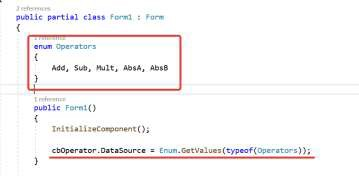 2 references
public partial class Form1 : Form
{
1 reference
enum Operators
{
Add, Sub, Mult, AbsA, AbsB
}
1 reference
public Form1()
{
InitializeComponent();
cbOperator.DataSource = Enum.GetValues(typeof(Operators));
}